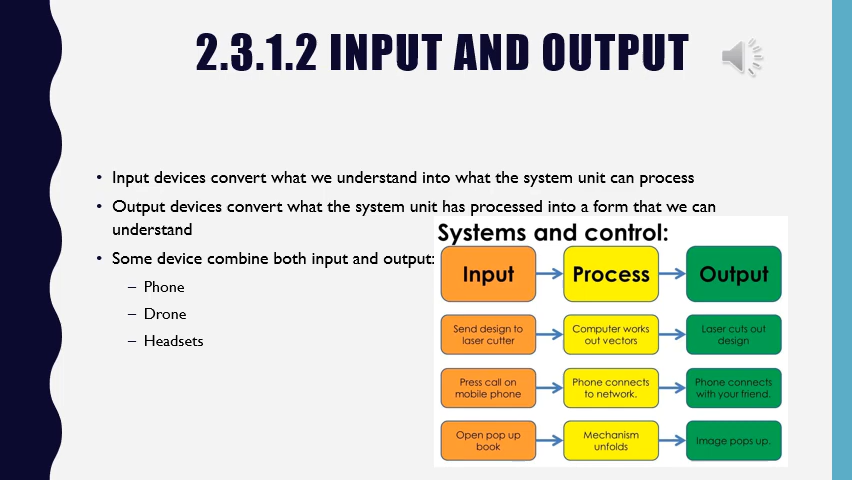 2.3.1.2 INPUT AND OUTPUT
• Input devices convert what we understand into what the system unit can process
• Output devices convert what the system unit has processed into a form that we can
understand
• Some device combine both input and output:
– Phone
– Drone
– Headsets
Systems and control:
Input
Process
Output
Send design to
laser cutter
Computer works
out vectors
Laser cuts out
design
Press call on
mobile phone
Phone connects
to network.
Phone connects
with your friend.
Open pop up
book
Mechanism
unfolds
Image pops up.